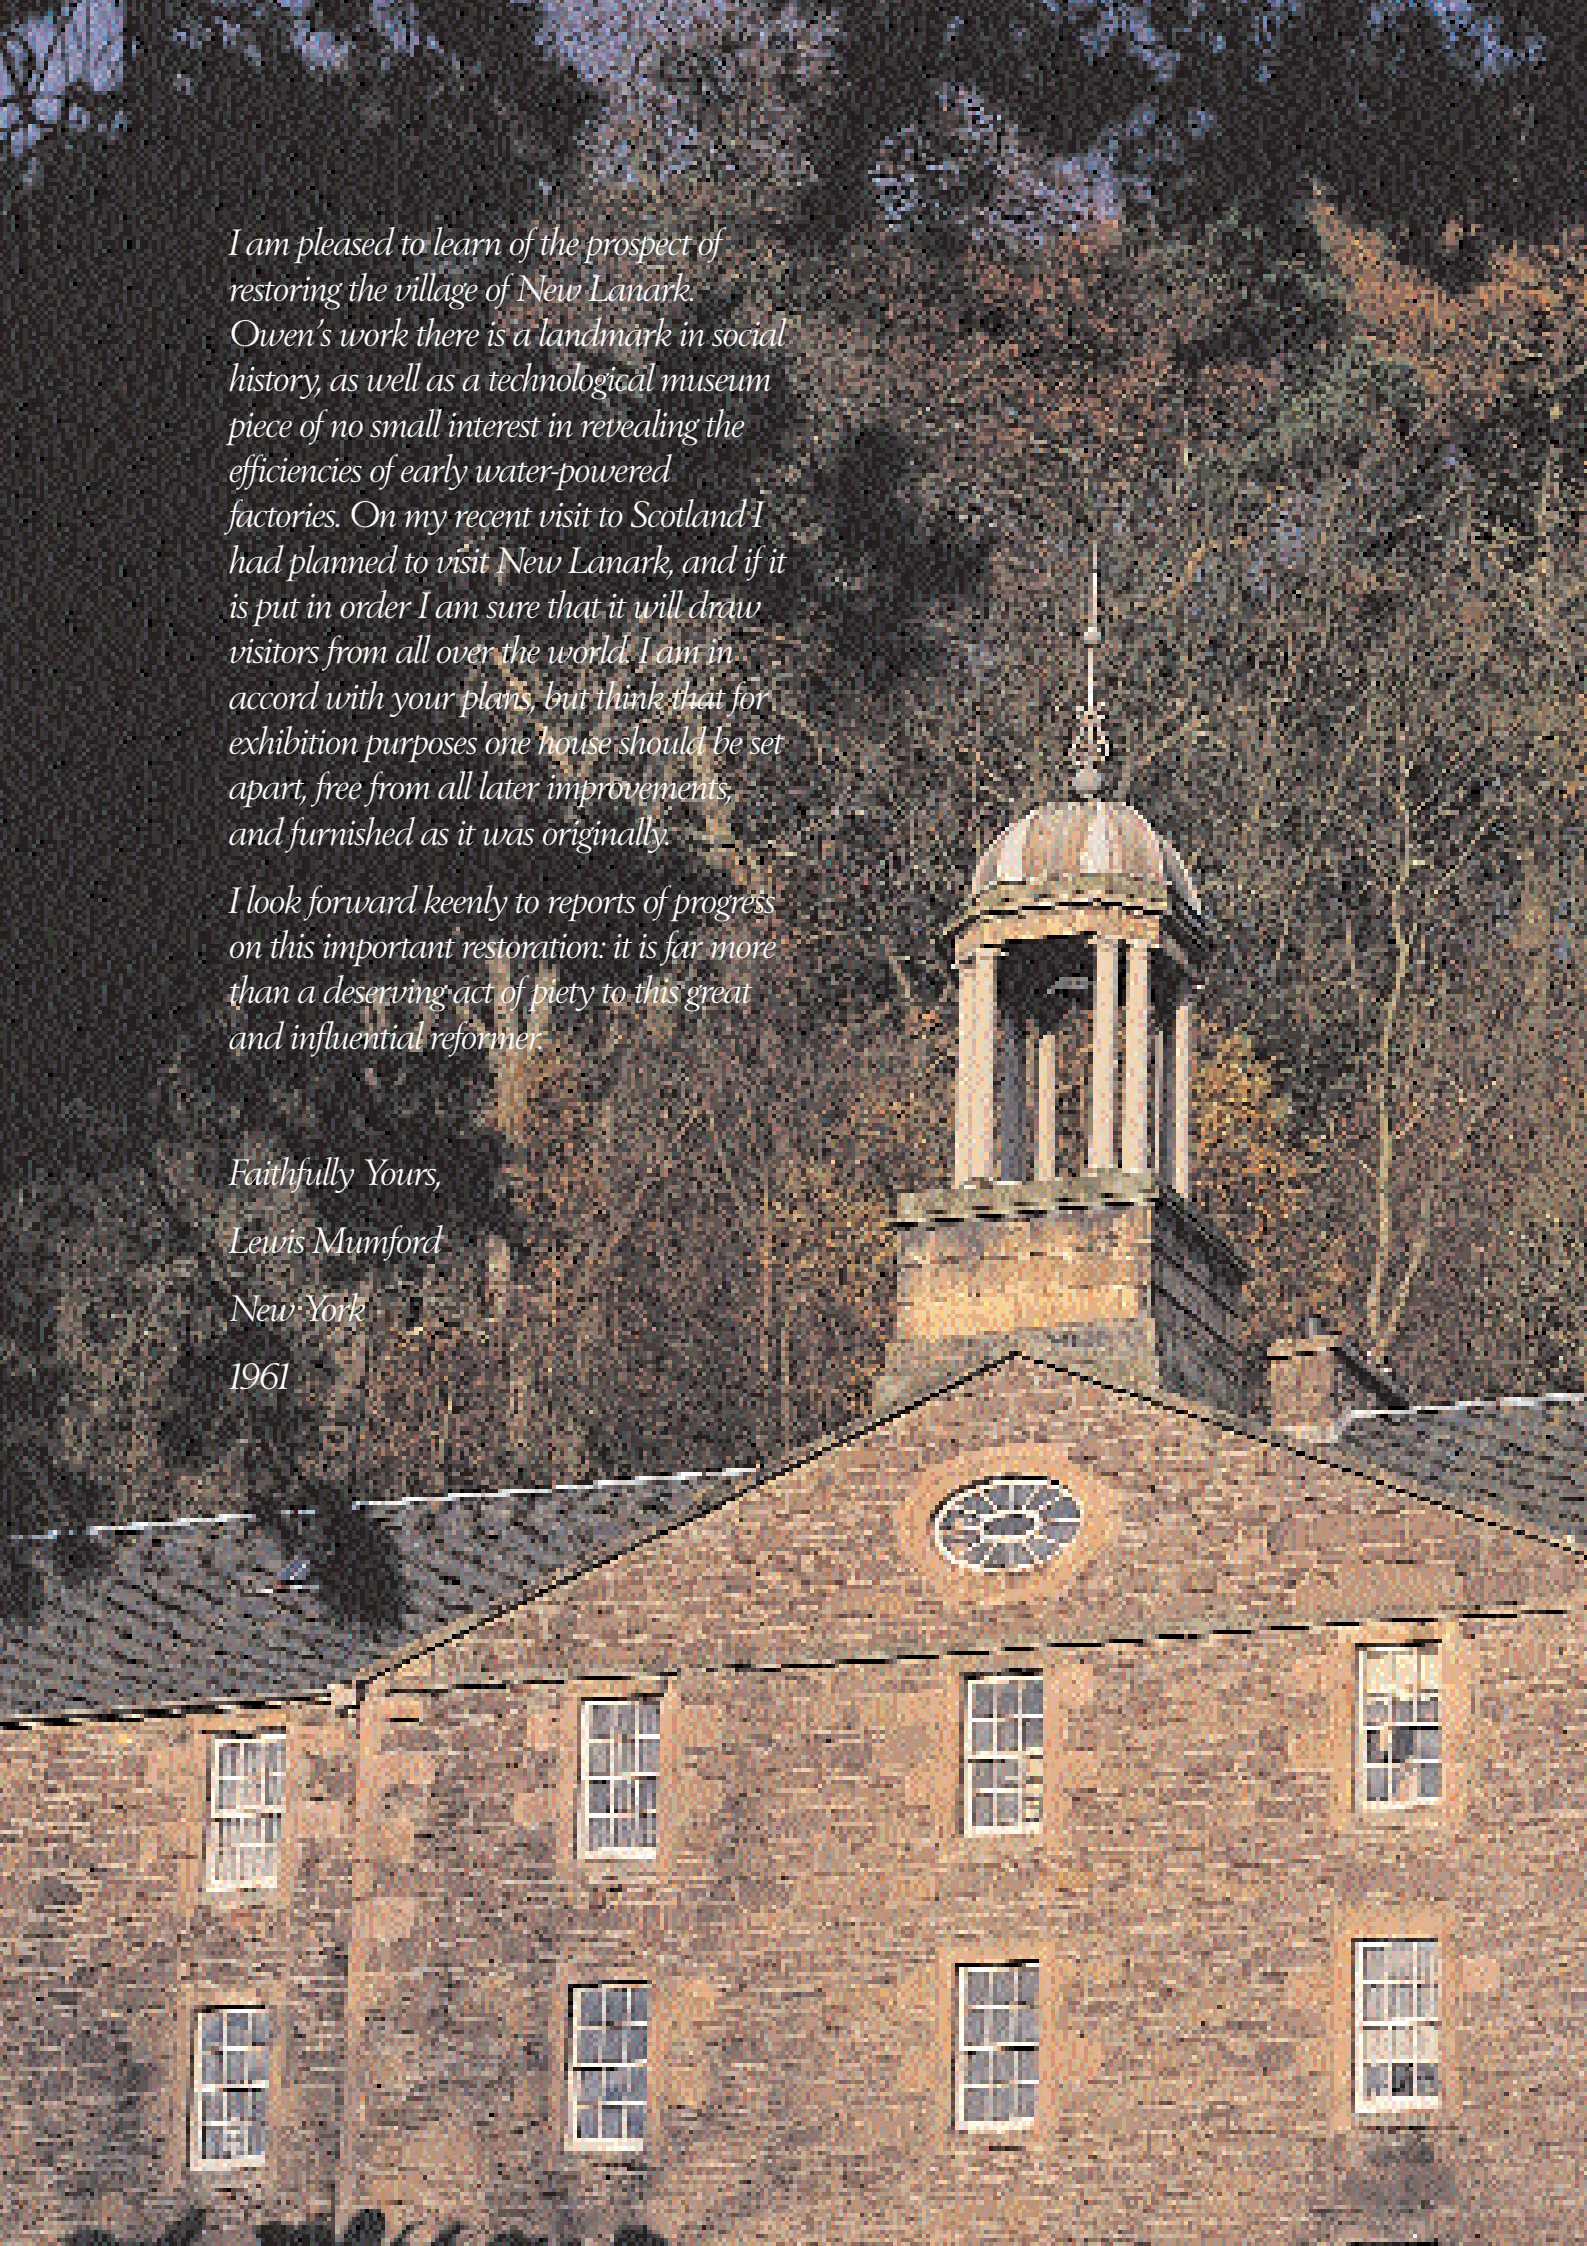 I am pleased to learn of the prospect of
restoring the village of New Lanark.
Owen's work there is a landmark in social
history, as well as a technological museum
piece of no small interest in revealing the
efficiencies of early water-powered
factories. On my recent visit to Scotland I
had planned to visit New Lanark, and if it
is put in order I am sure that it will draw
visitors from all over the world. I am in
accord with your plans, but think that for
exhibition purposes one house should be set
apart, free from all later improvements,
and furnished as it was originally.
I look forward keenly to reports of progress
on this important restoration: it is far more
than a deserving act of piety to this great
and influential reformer.
Faithfully Yours,
Lewis Mumford
New York
1961